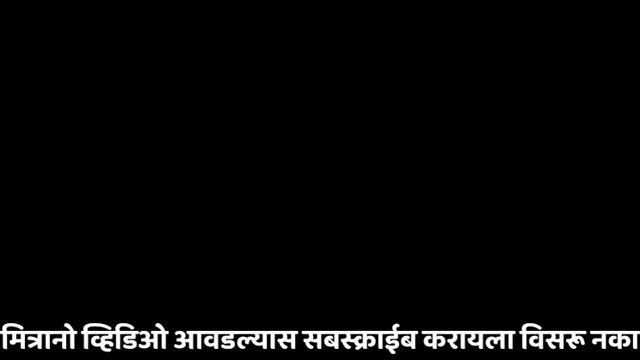 मित्रानो व्हिडिओ आवडल्यास सबस्क्राईब करायला विसरू नका